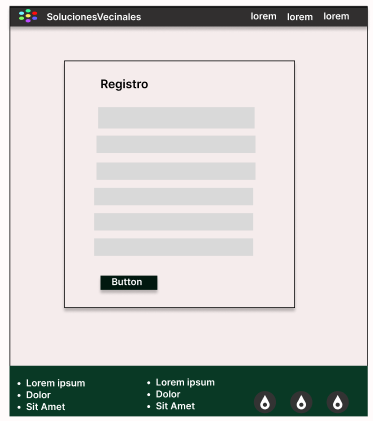 SolucionesVecinales lorem lorem lorem
Registro
Button
Lorem ipsum
Dolor
Sit Amet
Lorem ipsum
Dolor
Sit Amet